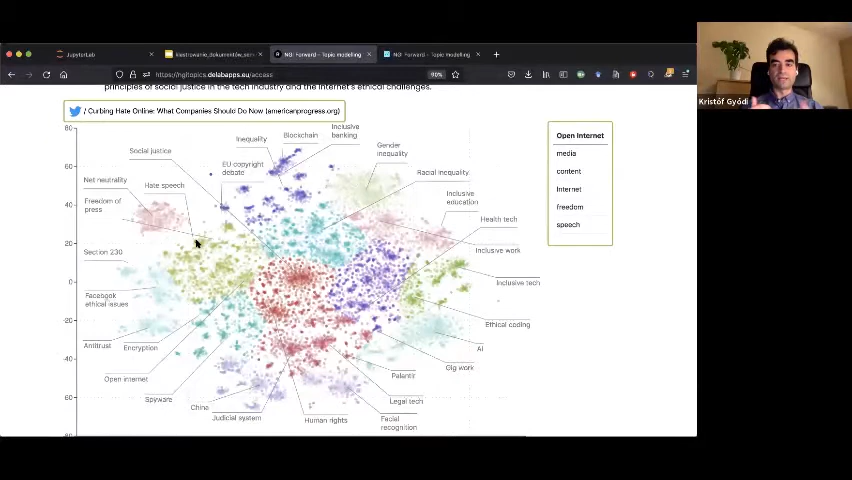 JupyterLab
klastrowanie_dokumentów_sem
NGI Forward – Topic modelling
NGI Forward – Topic modelling
https://ngitopics.delabapps.eu/access
90%
principles of social justice in the tech industry and the internet's ethical challenges.
/ Curbing Hate Online: What Companies Should Do Now (americanprogress.org)
Kristóf Gyódi
80
60
40
20
0
-20
-40
-60
-80
Inequality
Blockchain
Inclusive
banking
Social justice
EU copyright
debate
Gender
inequality
Racial inequality
Net neutrality
Hate speech
Freedom of
press
Inclusive
education
Health tech
Section 230
Inclusive work
Inclusive tech
Facebook
ethical issues
Ethical coding
Antitrust
Encryption
AI
Gig work
Open internet
Palantir
Spyware
Legal tech
China
Judicial system
Human rights
Facial
recognition
Open Internet
media
content
Internet
freedom
speech